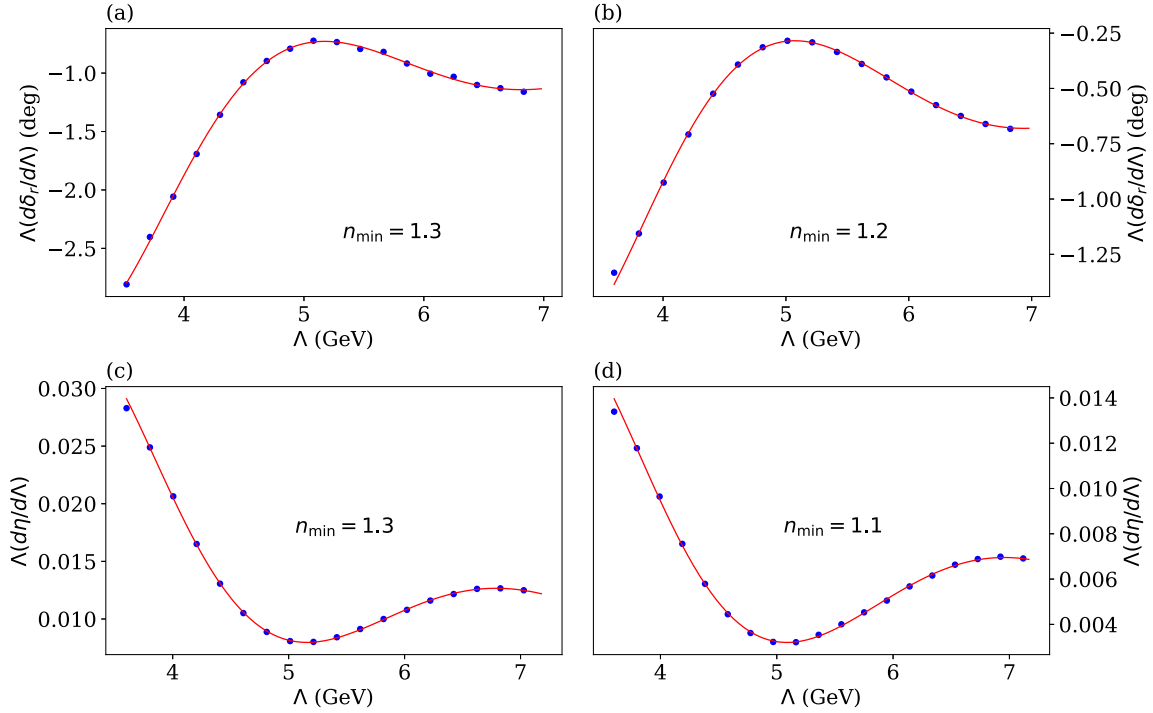 (a)
(b)
−1.0
−1.5
−2.0
−2.5
Λ(dδ_r/dΛ) (deg)
n_min = 1.3
4
5
6
7
Λ (GeV)
n_min = 1.2
−0.25
−0.50
−0.75
−1.00
−1.25
Λ(dδ_r/dΛ) (deg)
4
5
6
7
Λ (GeV)
(c)
(d)
0.030
0.025
0.020
0.015
0.010
Λ(dη/dΛ)
n_min = 1.3
4
5
6
7
Λ (GeV)
n_min = 1.1
0.014
0.012
0.010
0.008
0.006
0.004
Λ(dη/dΛ)
4
5
6
7
Λ (GeV)